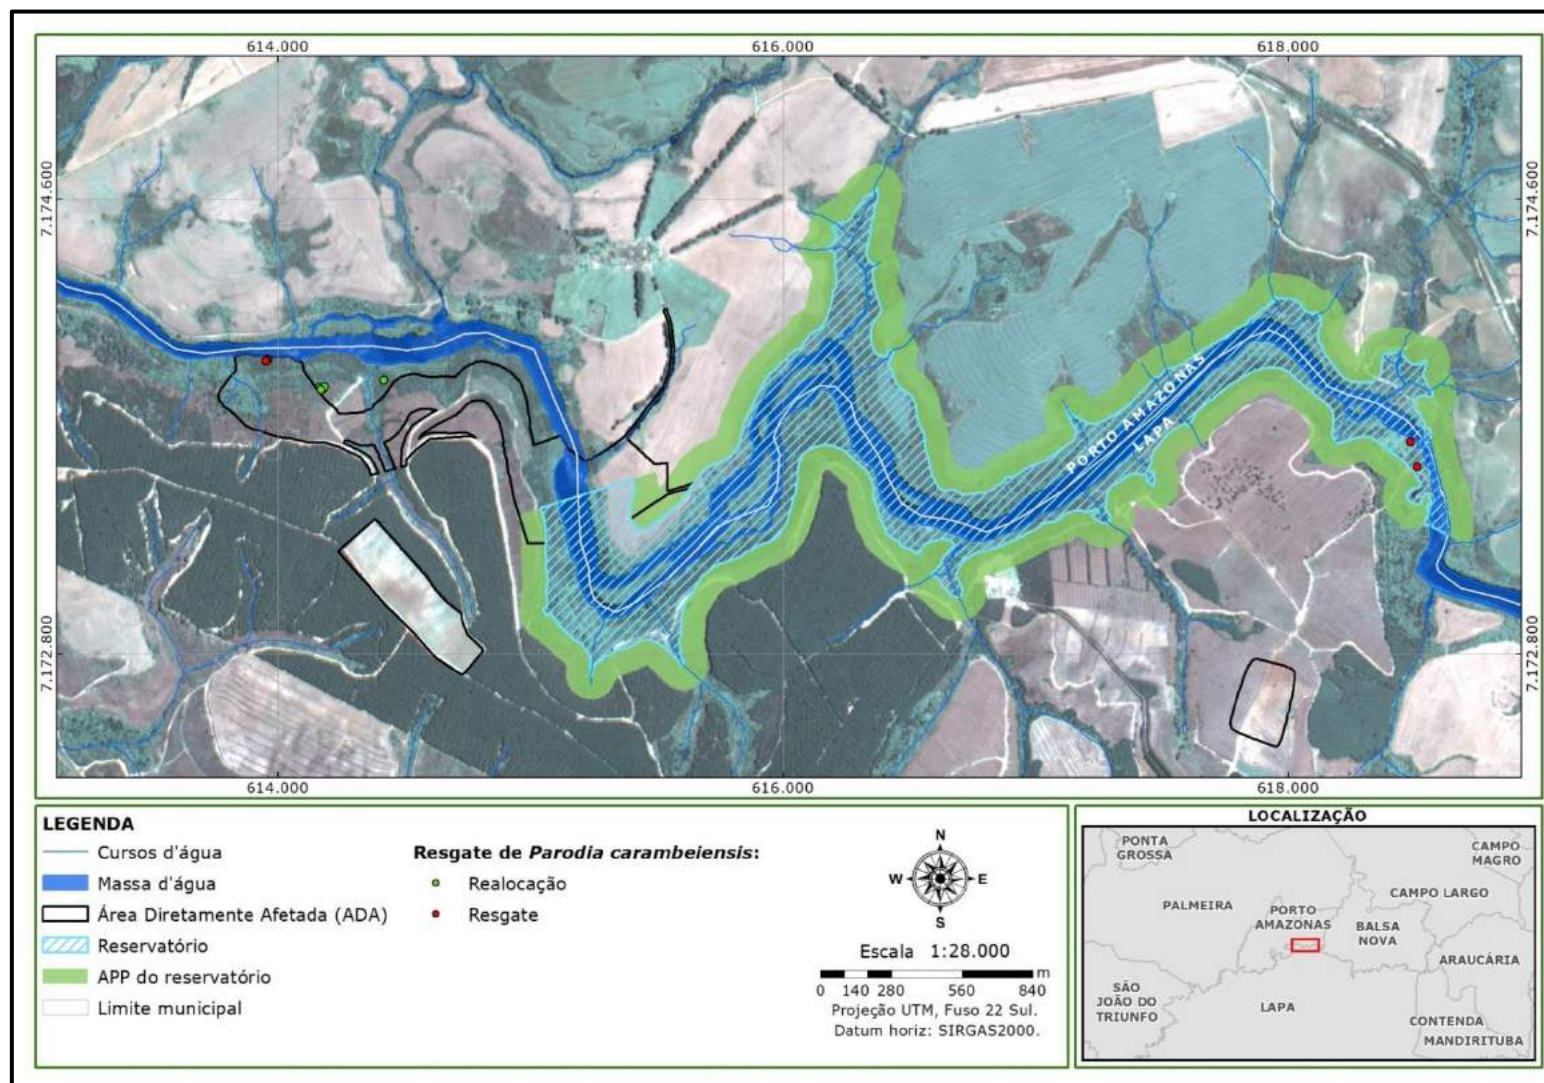 614.000 616.000 618.000
7.174.600 7.174.600
PORTO AMAZONAS
LAPA
7.172.800 7.172.800
614.000 616.000 618.000
LEGENDA
Cursos d'água
Massa d'água
Área Diretamente Afetada (ADA)
Reservatório
APP do reservatório
Limite municipal
Resgate de Parodia carambeiensis:
Realocação
Resgate
N
W E
S
Escala 1:28.000
m
0 140 280 560 840
Projeção UTM, Fuso 22 Sul.
Datum horiz: SIRGAS2000.
LOCALIZAÇÃO
PONTA
GROSSA
CAMPO
MAGRO
CAMPO LARGO
PALMEIRA
PORTO
AMAZONAS
BALSA
NOVA
ARAUCÁRIA
SÃO
JOÃO DO
TRIUNFO
LAPA
CONTENDA
MANDIRITUBA